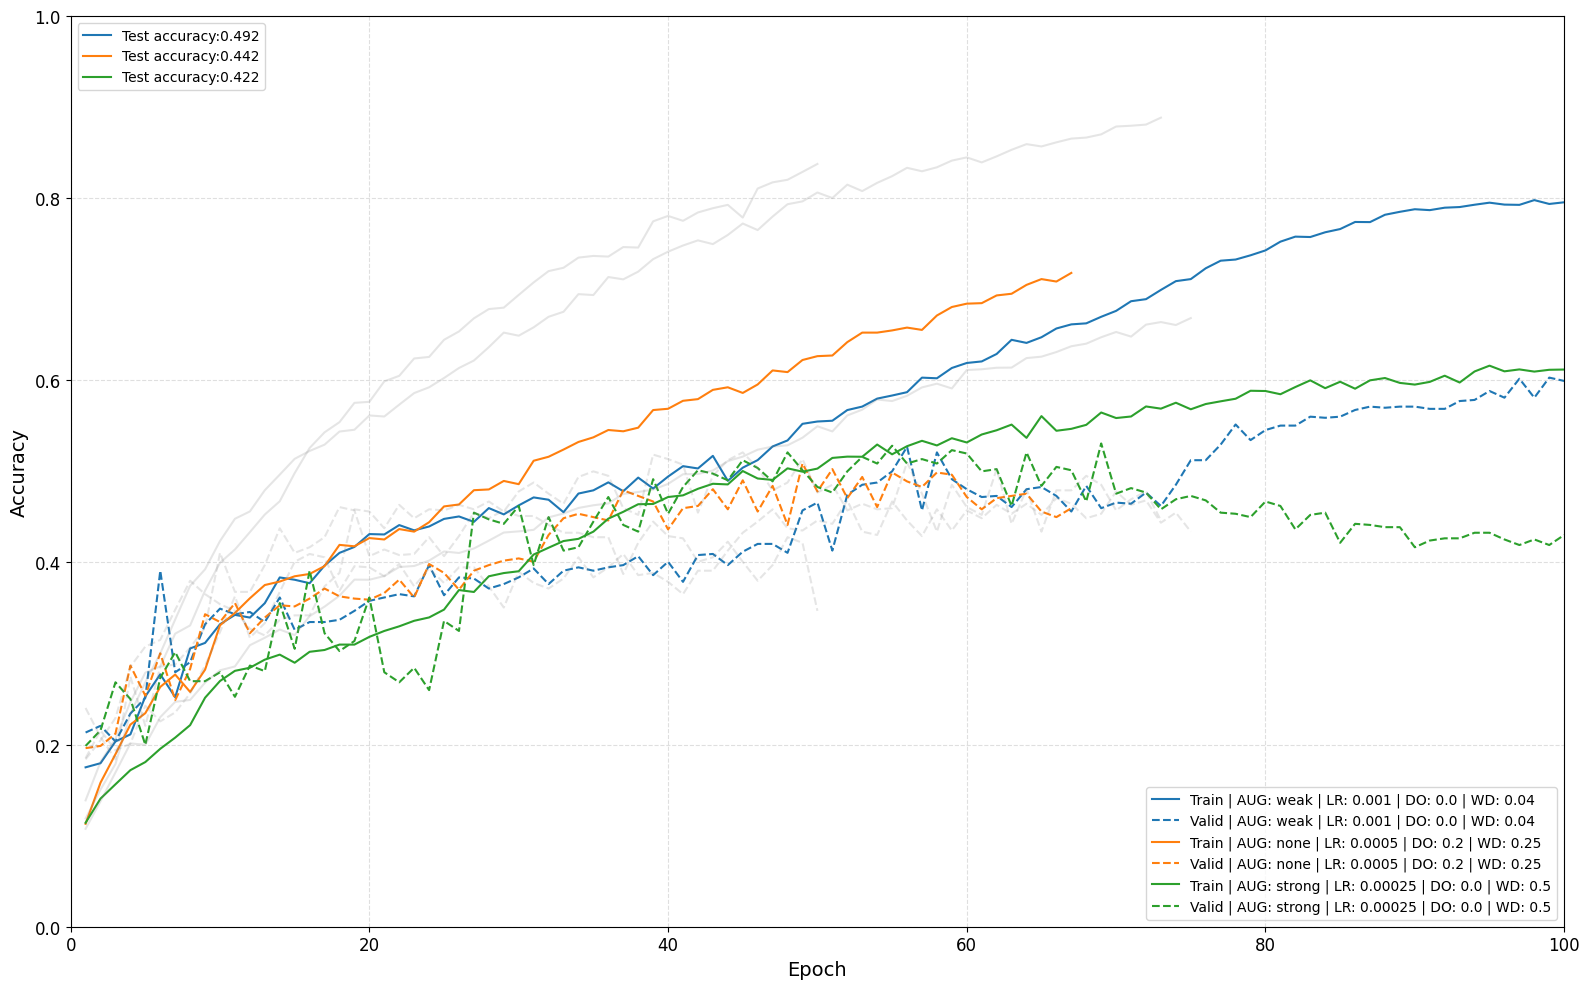 1.0
0.8
0.6
0.4
0.2
0.0
Accuracy
0
20
40
60
80
100
Epoch
Test accuracy:0.492
Test accuracy:0.442
Test accuracy:0.422
Train | AUG: weak | LR: 0.001 | DO: 0.0 | WD: 0.04
Valid | AUG: weak | LR: 0.001 | DO: 0.0 | WD: 0.04
Train | AUG: none | LR: 0.0005 | DO: 0.2 | WD: 0.25
Valid | AUG: none | LR: 0.0005 | DO: 0.2 | WD: 0.25
Train | AUG: strong | LR: 0.00025 | DO: 0.0 | WD: 0.5
Valid | AUG: strong | LR: 0.00025 | DO: 0.0 | WD: 0.5